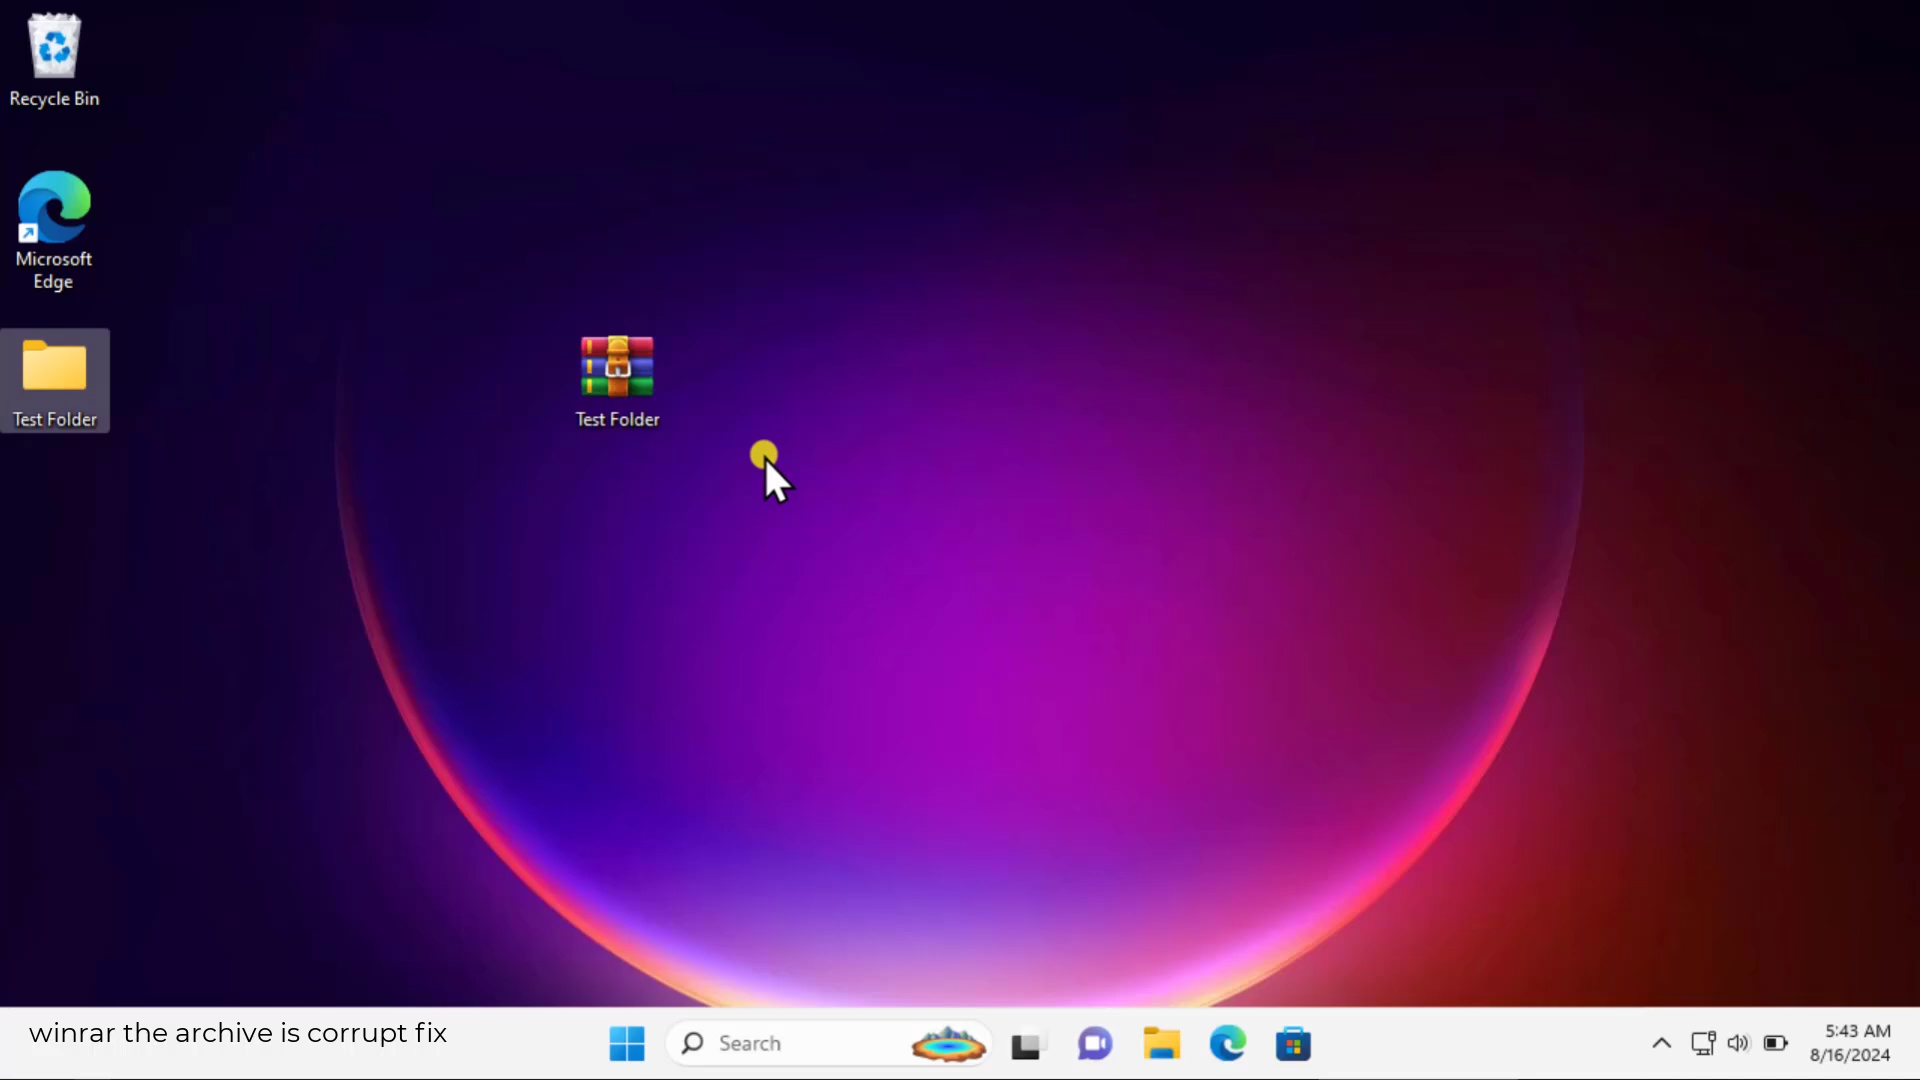 Recycle Bin
Microsoft
Edge
Test Folder
Test Folder
winrar the archive is corrupt fix
Search
5:43 AM
8/16/2024